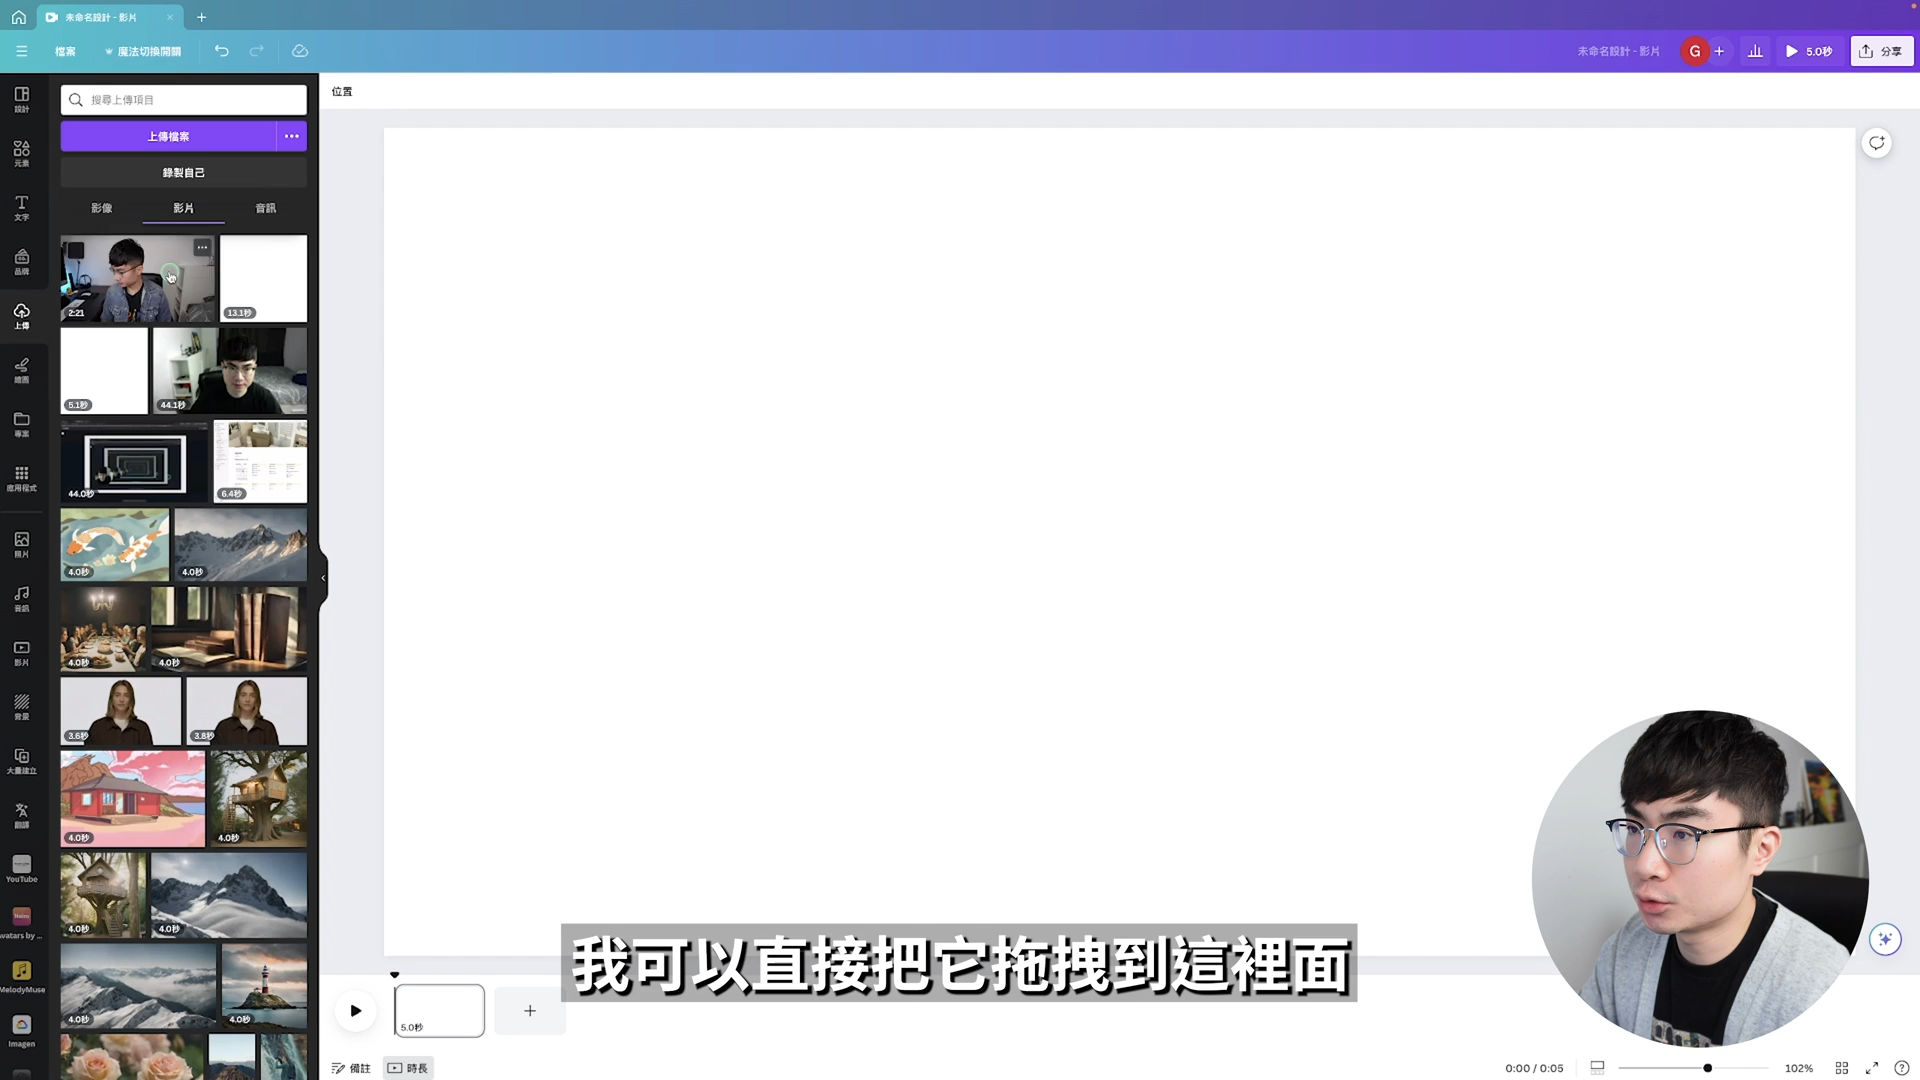 未命名設計 - 影片
檔案
魔法切換開關
未命名設計 - 影片
G
5.0秒
分享
設計
元素
文字
品牌
上傳
繪圖
專案
應用程式
照片
音訊
影片
背景
大量建立
翻譯
YouTube
Avatars by ...
MelodyMuse
Imagen
搜尋上傳項目
上傳檔案
錄製自己
影像
影片
音訊
2:21
13.1秒
5.1秒
44.1秒
44.0秒
6.4秒
4.0秒
4.0秒
4.0秒
4.0秒
3.6秒
3.8秒
4.0秒
4.0秒
4.0秒
4.0秒
4.0秒
4.0秒
位置
我可以直接把它拖拽到這裡面
5.0秒
備註
時長
0:00 / 0:05
102%